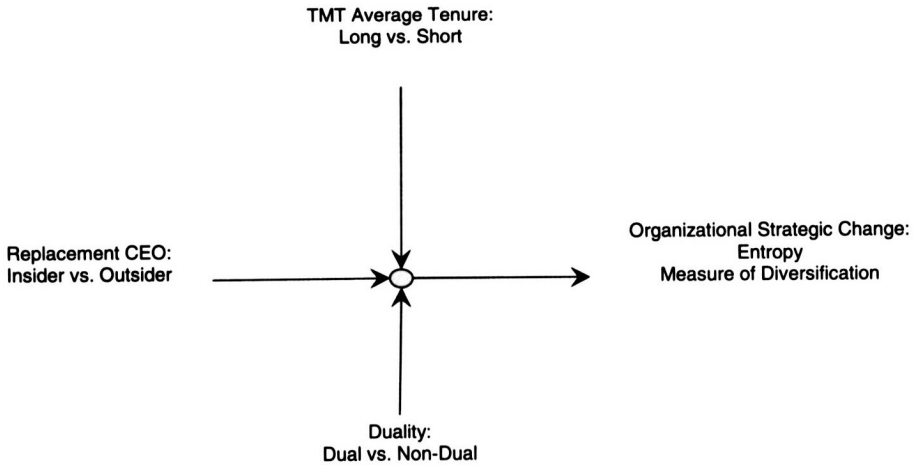 TMT Average Tenure:
Long vs. Short
Replacement CEO:
Insider vs. Outsider
Organizational Strategic Change:
Entropy
Measure of Diversification
Duality:
Dual vs. Non-Dual